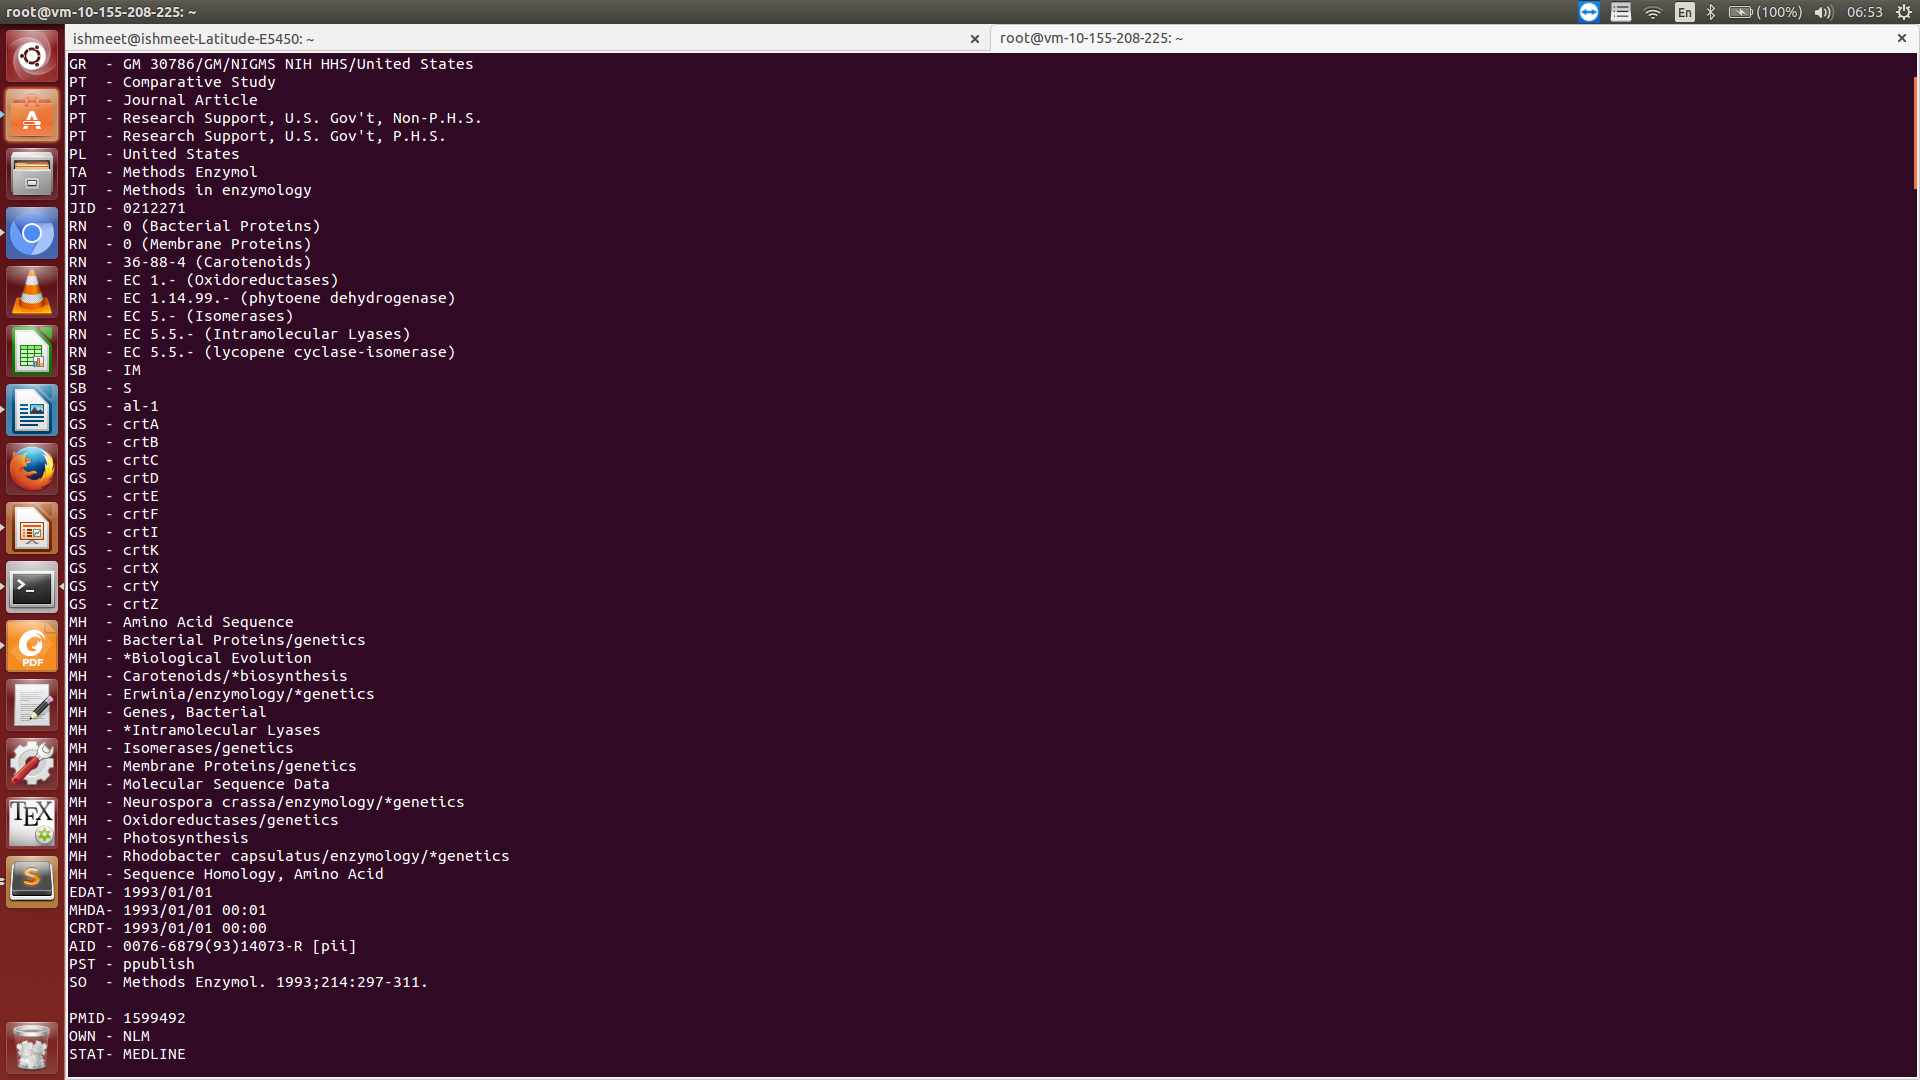 root@vm-10-155-208-225: ~
En
(100%)
06:53
ishmeet@ishmeet-Latitude-E5450: ~
root@vm-10-155-208-225: ~
GR  - GM 30786/GM/NIGMS NIH HHS/United States
PT  - Comparative Study
PT  - Journal Article
PT  - Research Support, U.S. Gov't, Non-P.H.S.
PT  - Research Support, U.S. Gov't, P.H.S.
PL  - United States
TA  - Methods Enzymol
JT  - Methods in enzymology
JID - 0212271
RN  - 0 (Bacterial Proteins)
RN  - 0 (Membrane Proteins)
RN  - 36-88-4 (Carotenoids)
RN  - EC 1.- (Oxidoreductases)
RN  - EC 1.14.99.- (phytoene dehydrogenase)
RN  - EC 5.- (Isomerases)
RN  - EC 5.5.- (Intramolecular Lyases)
RN  - EC 5.5.- (lycopene cyclase-isomerase)
SB  - IM
SB  - S
GS  - al-1
GS  - crtA
GS  - crtB
GS  - crtC
GS  - crtD
GS  - crtE
GS  - crtF
GS  - crtI
GS  - crtK
GS  - crtX
GS  - crtY
GS  - crtZ
MH  - Amino Acid Sequence
MH  - Bacterial Proteins/genetics
MH  - *Biological Evolution
MH  - Carotenoids/*biosynthesis
MH  - Erwinia/enzymology/*genetics
MH  - Genes, Bacterial
MH  - *Intramolecular Lyases
MH  - Isomerases/genetics
MH  - Membrane Proteins/genetics
MH  - Molecular Sequence Data
MH  - Neurospora crassa/enzymology/*genetics
MH  - Oxidoreductases/genetics
MH  - Photosynthesis
MH  - Rhodobacter capsulatus/enzymology/*genetics
MH  - Sequence Homology, Amino Acid
EDAT- 1993/01/01
MHDA- 1993/01/01 00:01
CRDT- 1993/01/01 00:00
AID - 0076-6879(93)14073-R [pii]
PST - ppublish
SO  - Methods Enzymol. 1993;214:297-311.
PMID- 1599492
OWN - NLM
STAT- MEDLINE
PDF
TEX
S